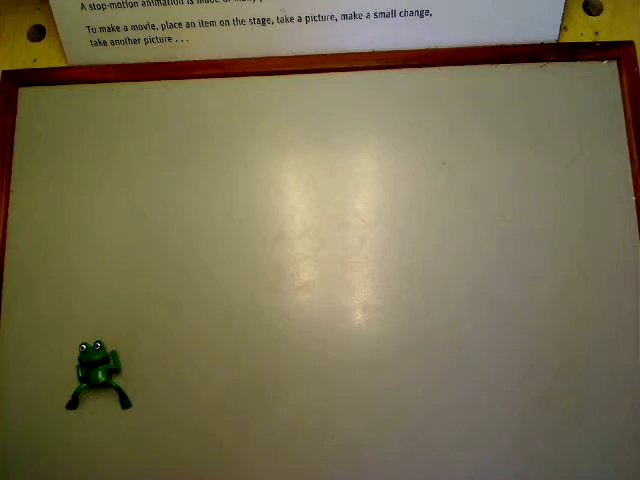 A stop-motion animation is made of many
To make a movie, place an item on the stage, take a picture, make a small change,
take another picture . . .